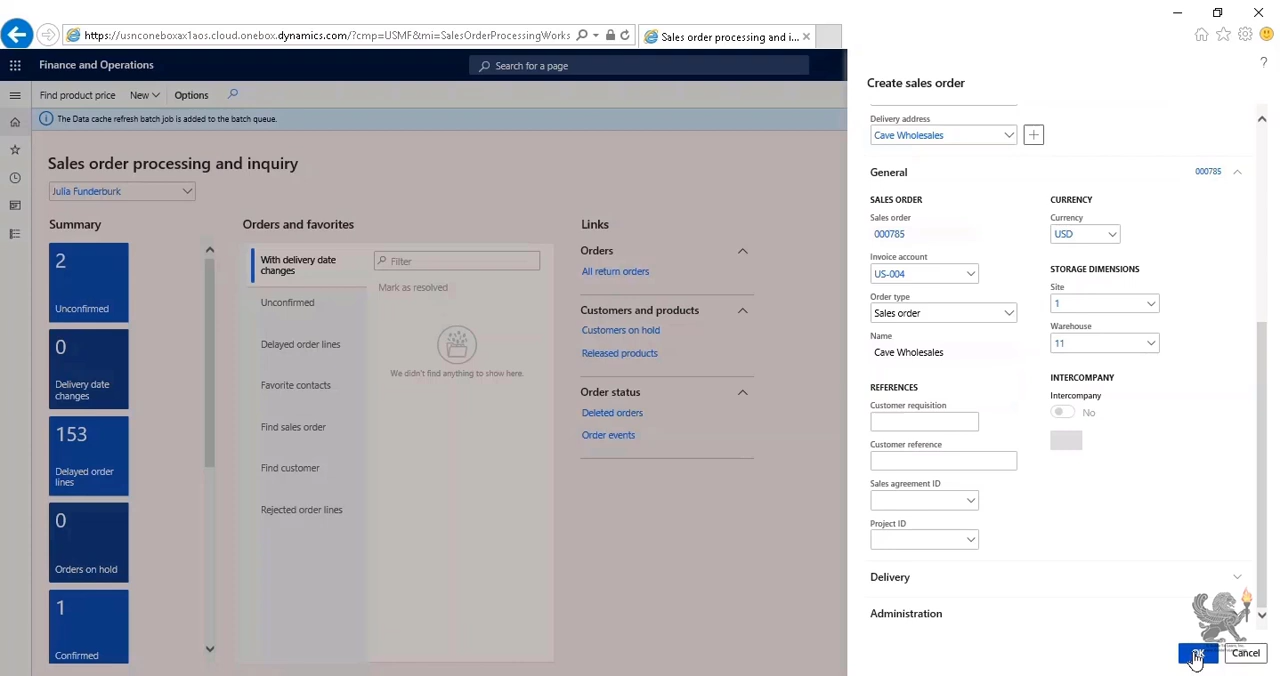 https://usnconeboxax1aos.cloud.onebox.dynamics.com/?cmp=USMF&mi=SalesOrderProcessingWorks
Sales order processing and i...
Finance and Operations
Search for a page
?
Find product price
New
Options
The Data cache refresh batch job is added to the batch queue.
Sales order processing and inquiry
Julia Funderburk
Summary
2
Unconfirmed
0
Delivery date
changes
153
Delayed order
lines
0
Orders on hold
1
Confirmed
Orders and favorites
With delivery date
changes
Unconfirmed
Delayed order lines
Favorite contacts
Find sales order
Find customer
Rejected order lines
Filter
Mark as resolved
We didn't find anything to show here.
Links
Orders
All return orders
Customers and products
Customers on hold
Released products
Order status
Deleted orders
Order events
Create sales order
Delivery address
Cave Wholesales
General
000785
SALES ORDER
Sales order
000785
Invoice account
US-004
Order type
Sales order
Name
Cave Wholesales
REFERENCES
Customer requisition
Customer reference
Sales agreement ID
Project ID
CURRENCY
Currency
USD
STORAGE DIMENSIONS
Site
1
Warehouse
11
INTERCOMPANY
Intercompany
No
Delivery
Administration
OK
Cancel